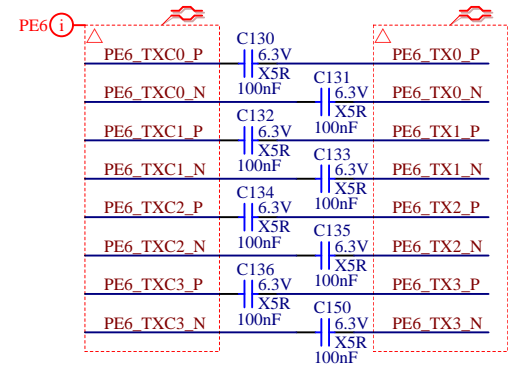 PE6 i
C130
PE6_TXC0_P 6.3V PE6_TX0_P
X5R
100nF C131
PE6_TXC0_N 6.3V PE6_TX0_N
X5R
C132 100nF
PE6_TXC1_P 6.3V PE6_TX1_P
X5R
100nF C133
PE6_TXC1_N 6.3V PE6_TX1_N
X5R
C134 100nF
PE6_TXC2_P 6.3V PE6_TX2_P
X5R
100nF C135
PE6_TXC2_N 6.3V PE6_TX2_N
X5R
C136 100nF
PE6_TXC3_P 6.3V PE6_TX3_P
X5R
100nF C150
PE6_TXC3_N 6.3V PE6_TX3_N
X5R
100nF